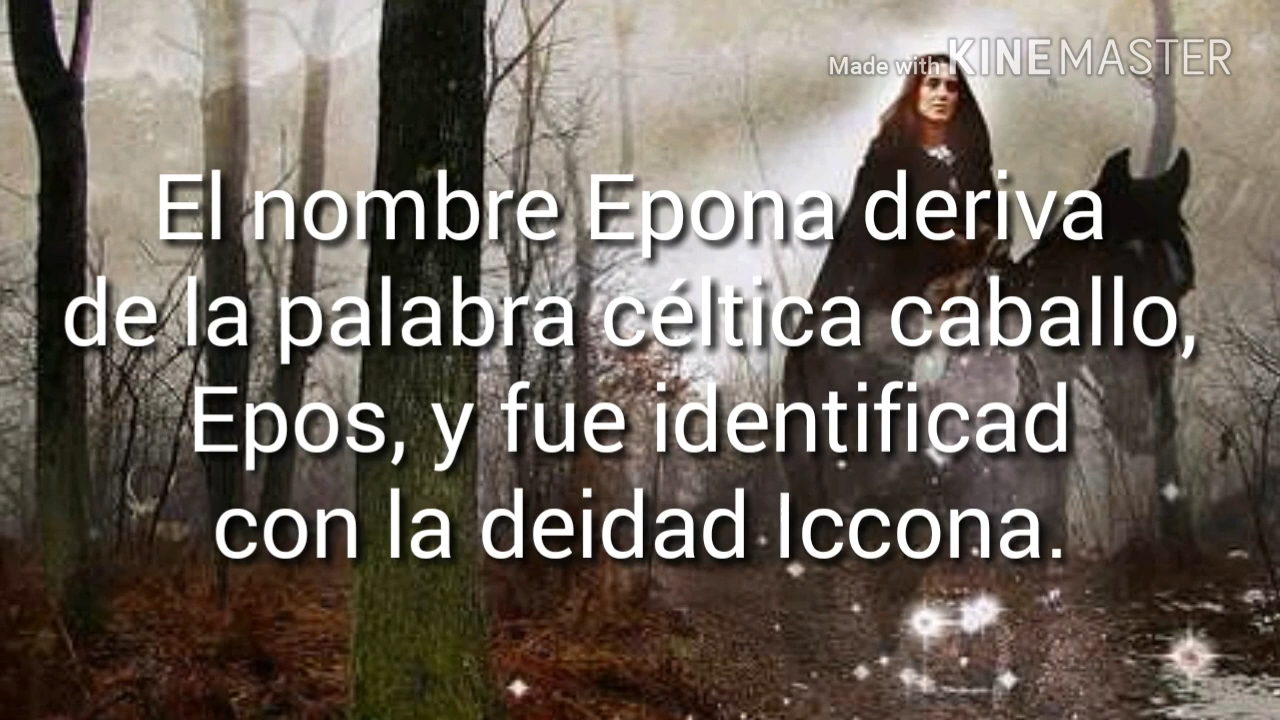 Made with KINEMASTER
El nombre Epona deriva
de la palabra céltica caballo,
Epos, y fue identificad
con la deidad Iccona.